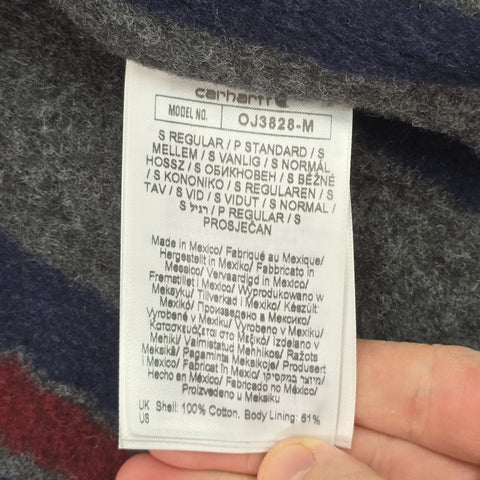 carhartt
MODEL NO. OJ3828-M
S REGULAR / P STANDARD / S
MELLEM / S VANLIG / S NORMÁL
HOSSZ / S ОБИКНОВЕН / S BĚŽNĚ
/ S KONONIKO / S REGULAREN / S
TAV / S VID / S VIDUT / S NORMAL /
S רגיל / P REGULAR / S
PROSJEČAN
Made in Mexico/ Fabriqué au Mexique/
Hergestellt in Mexiko/ Fabbricato in
Messico/ Vervaardigd in Mexico/
Fremstillet i Mexico/ Wyprodukowano w
Meksyku/ Tillverkad i Mexiko/ Készült:
Mexikó/ Произведено в Мексико/
Vyrobené v Mexiku/ Vyrobeno v Mexiku/
Κατασκευάζεται στο Μεξικό/ Izdelano v
Mehiki/ Valmistatud Mehhikos/ Ražots
Meksikā/ Pagaminta Meksikoje/ Produsert
i Mexico/ Fabricat în Mexic/ מיוצר במקסיקו/
Hecho en México/ Fabricado no México/
Proizvedeno u Meksiku
UK Shell: 100% Cotton. Body Lining: 61%
US